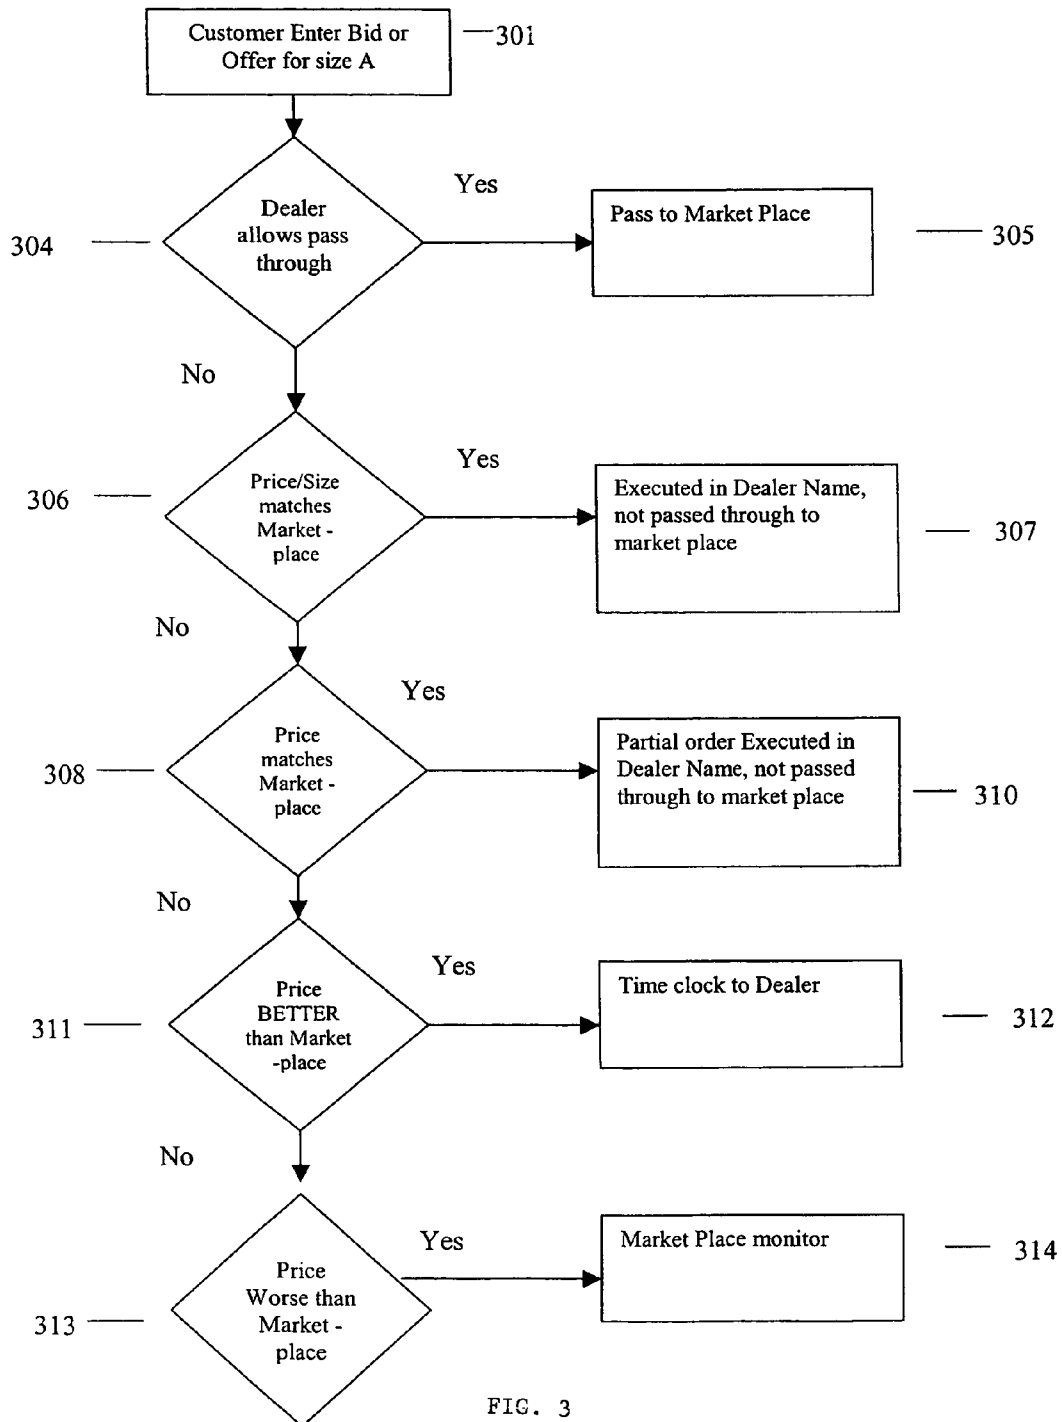 Customer Enter Bid or
Offer for size A
301
Dealer
allows pass
through
304
Yes
Pass to Market Place
305
No
Price/Size
matches
Market -
place
306
Yes
Executed in Dealer Name,
not passed through to
market place
307
No
Price
matches
Market -
place
308
Yes
Partial order Executed in
Dealer Name, not passed
through to market place
310
No
Price
BETTER
than Market
-place
311
Yes
Time clock to Dealer
312
No
Price
Worse than
Market -
place
313
Yes
Market Place monitor
314
FIG. 3